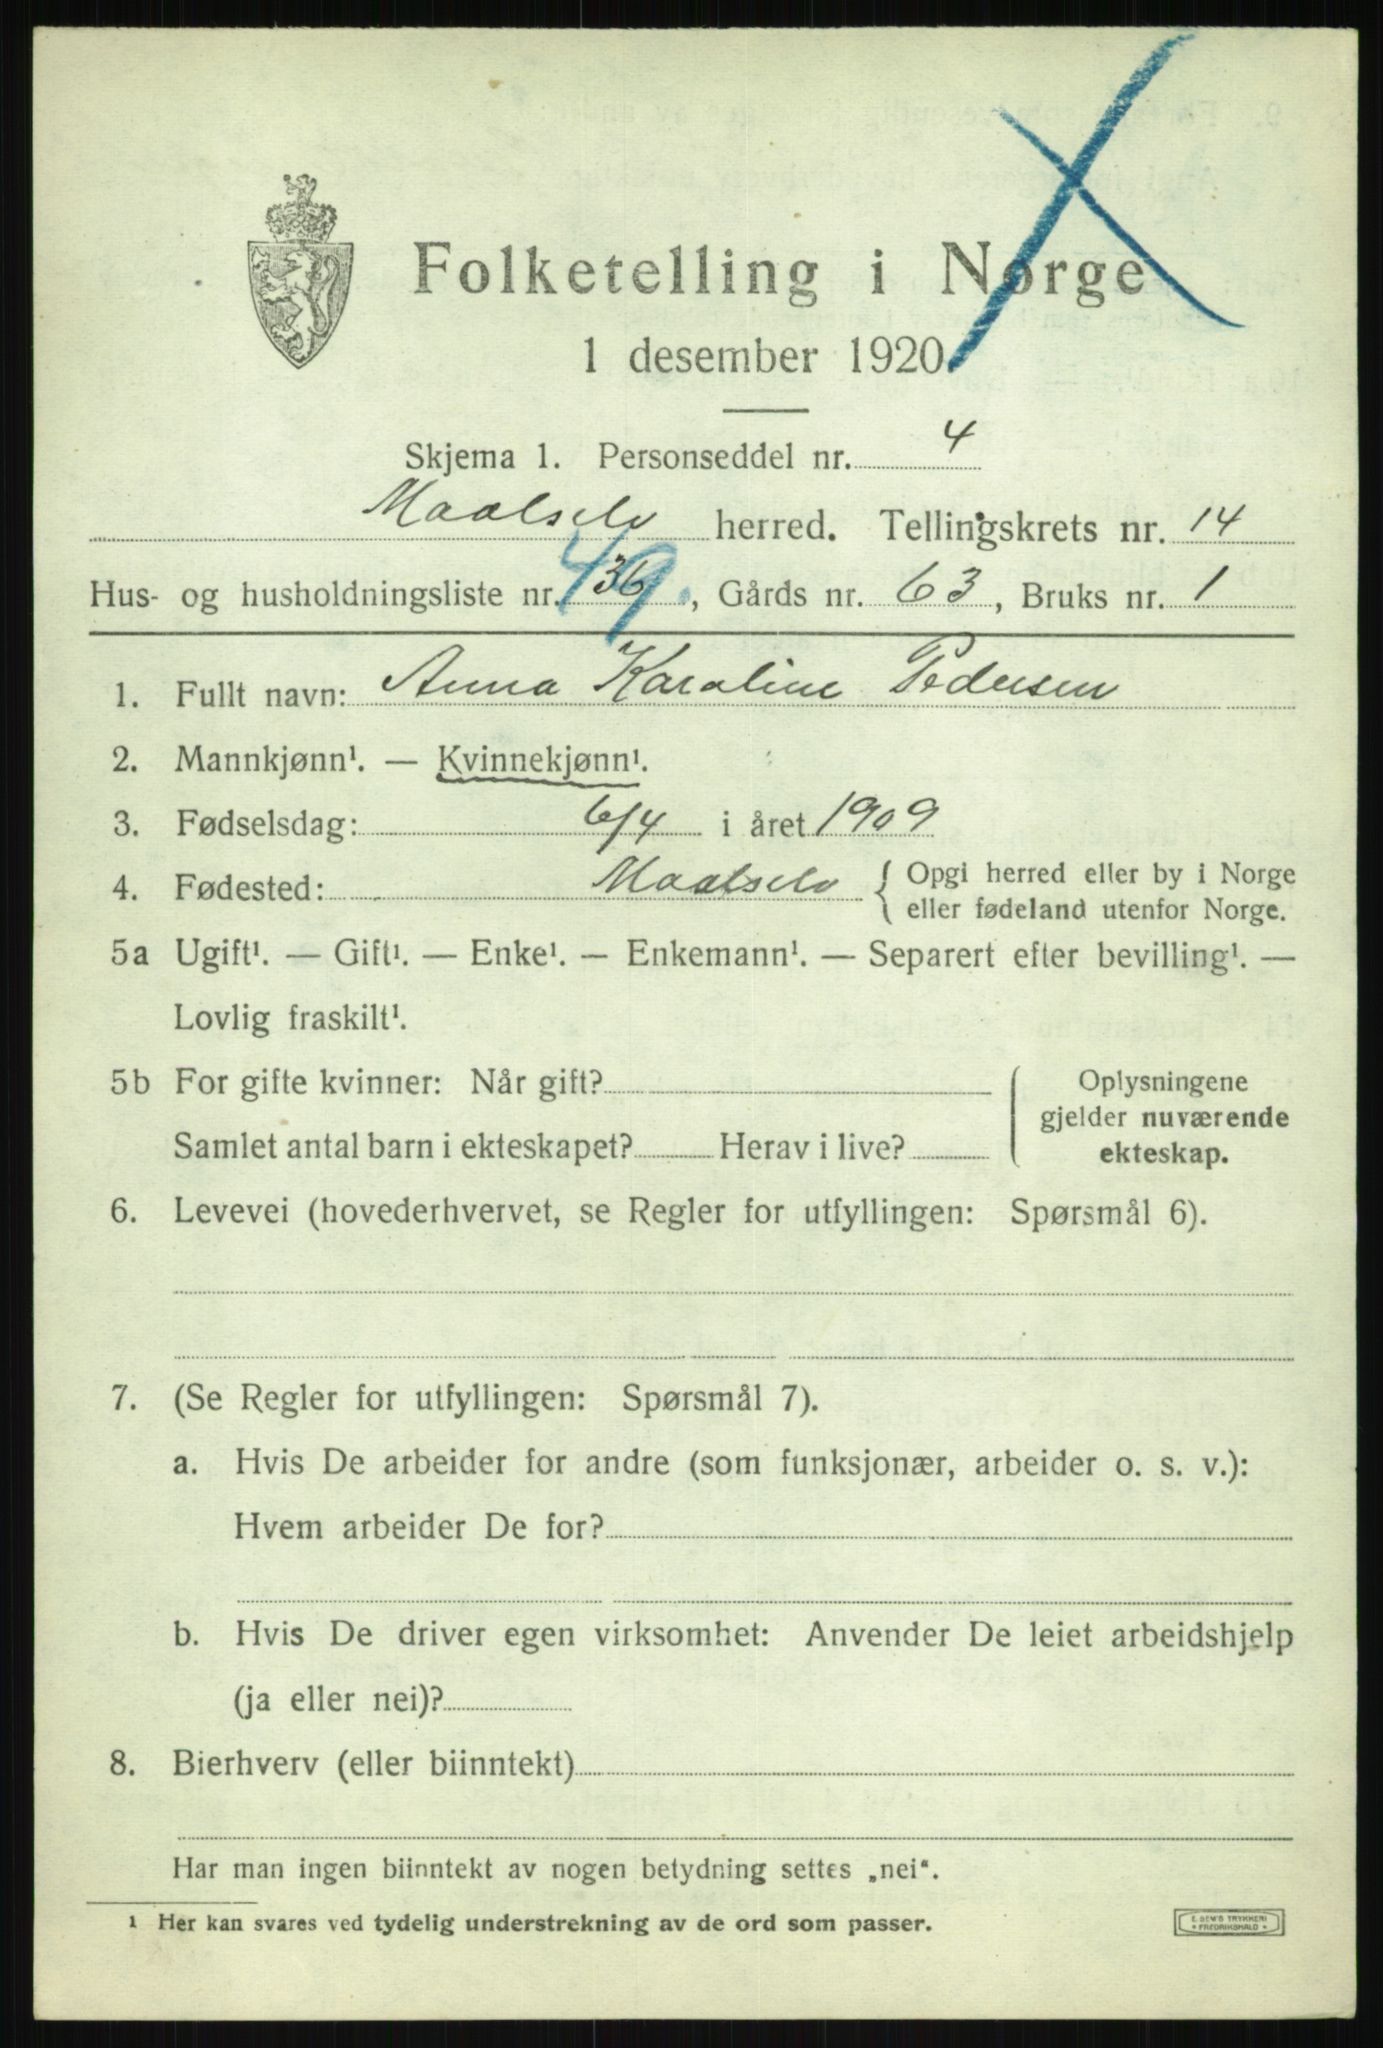 Folketelling i Norge
1 desember 1920
Skjema 1. Personseddel nr. 4
Maalselv herred. Tellingskrets nr. 14
Hus- og husholdningsliste nr. 36 49., Gårds nr. 63, Bruks nr. 1
1. Fullt navn: Anna Karoline Pedersen
2. Mannkjønn¹. — Kvinnekjønn¹.
3. Fødselsdag: 6/4 i året 1909
4. Fødested: Maalselv { Opgi herred eller by i Norge
eller fødeland utenfor Norge.
5a Ugift¹. — Gift¹. — Enke¹. — Enkemann¹. — Separert efter bevilling¹. —
Lovlig fraskilt¹.
5b For gifte kvinner: Når gift?
Samlet antal barn i ekteskapet? Herav i live?
Oplysningene
gjelder nuværende
ekteskap.
6. Levevei (hovederhvervet, se Regler for utfyllingen: Spørsmål 6).
7. (Se Regler for utfyllingen: Spørsmål 7).
a. Hvis De arbeider for andre (som funksjonær, arbeider o. s. v.):
Hvem arbeider De for?
b. Hvis De driver egen virksomhet: Anvender De leiet arbeidshjelp
(ja eller nei)?
8. Bierhverv (eller biinntekt)
Har man ingen biinntekt av nogen betydning settes „nei“.
¹ Her kan svares ved tydelig understrekning av de ord som passer.
E. SEM'S TRYKKERI
* FREDRIKSHALD *